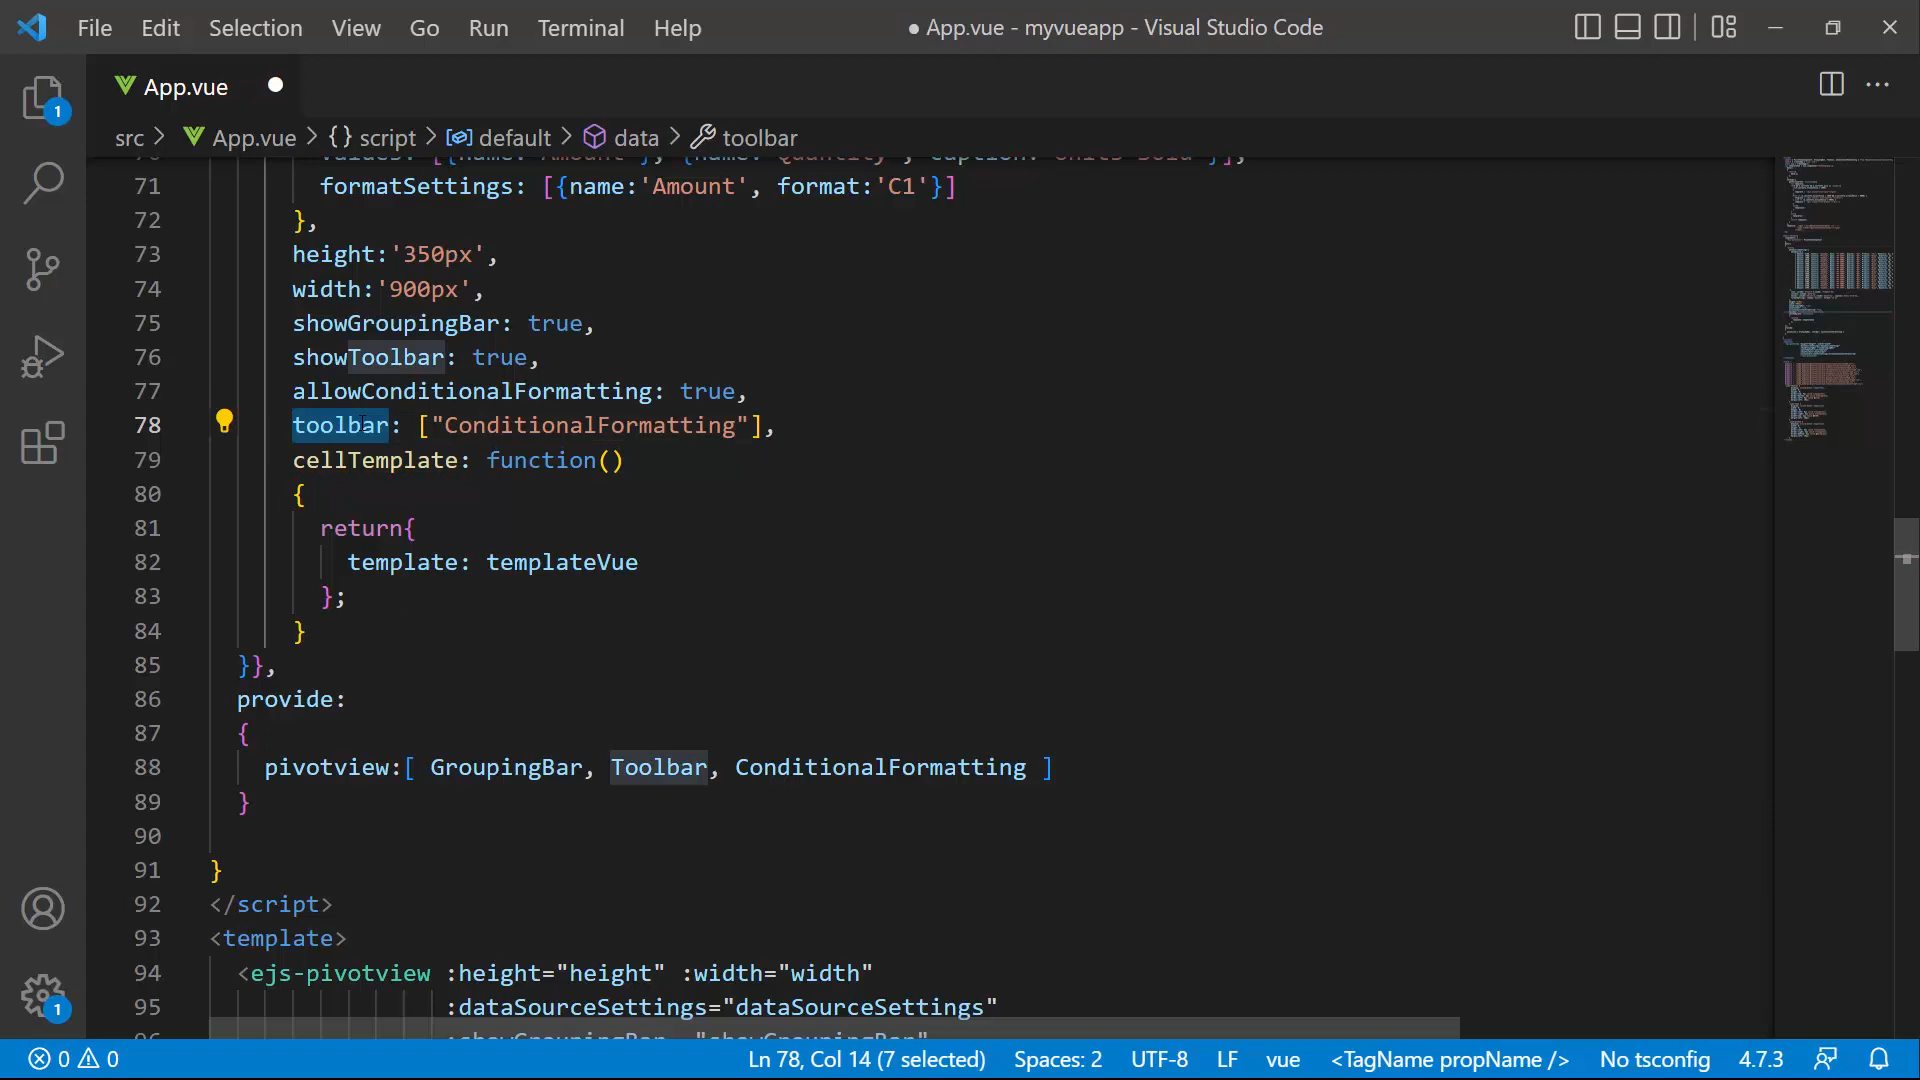 File Edit Selection View Go Run Terminal Help
● App.vue - myvueapp - Visual Studio Code
App.vue
src > App.vue > {} script > default > data > toolbar
71 formatSettings: [{name:'Amount', format:'C1'}]
72 },
73 height:'350px',
74 width:'900px',
75 showGroupingBar: true,
76 showToolbar: true,
77 allowConditionalFormatting: true,
78 toolbar: ["ConditionalFormatting"],
79 cellTemplate: function()
80 {
81 return{
82 template: templateVue
83 };
84 }
85 }},
86 provide:
87 {
88 pivotview:[ GroupingBar, Toolbar, ConditionalFormatting ]
89 }
90
91 }
92 </script>
93 <template>
94 <ejs-pivotview :height="height" :width="width"
95 :dataSourceSettings="dataSourceSettings"
1
1
0 0
Ln 78, Col 14 (7 selected) Spaces: 2 UTF-8 LF vue <TagName propName /> No tsconfig 4.7.3